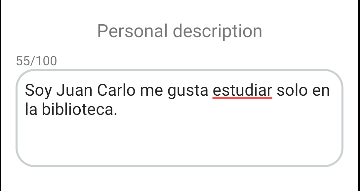 Personal description
55/100
Soy Juan Carlo me gusta estudiar solo en
la biblioteca.